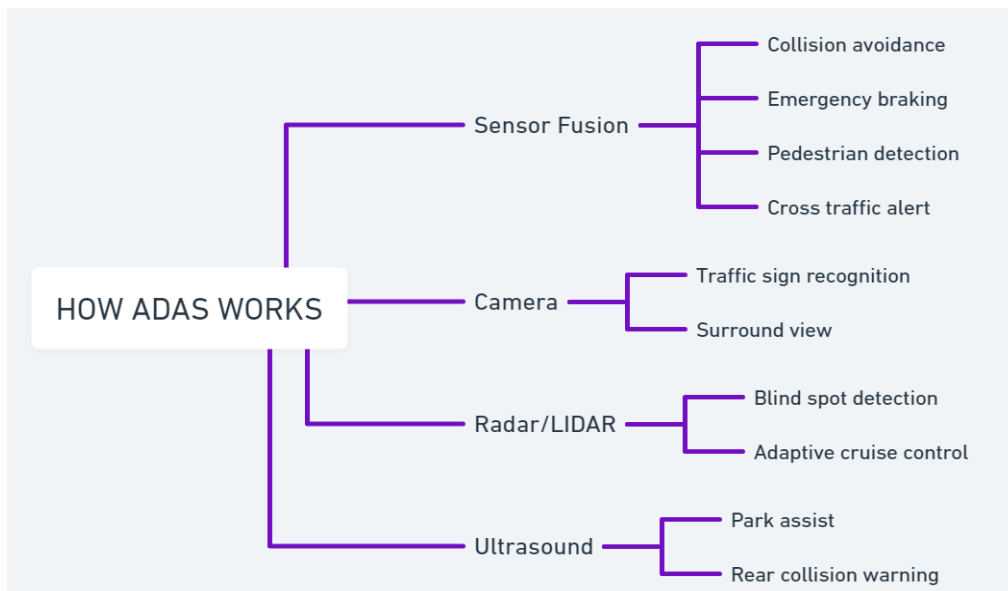 HOW ADAS WORKS
Sensor Fusion
Collision avoidance
Emergency braking
Pedestrian detection
Cross traffic alert
Camera
Traffic sign recognition
Surround view
Radar/LIDAR
Blind spot detection
Adaptive cruise control
Ultrasound
Park assist
Rear collision warning